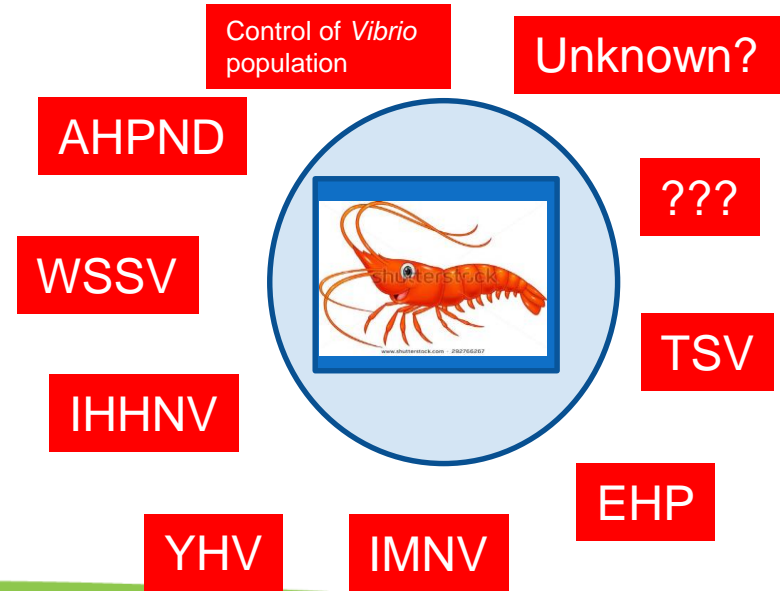 Control of Vibrio
population
Unknown?
AHPND
???
WSSV
shutterstock
www.shutterstock.com · 292766267
TSV
IHHNV
EHP
YHV
IMNV